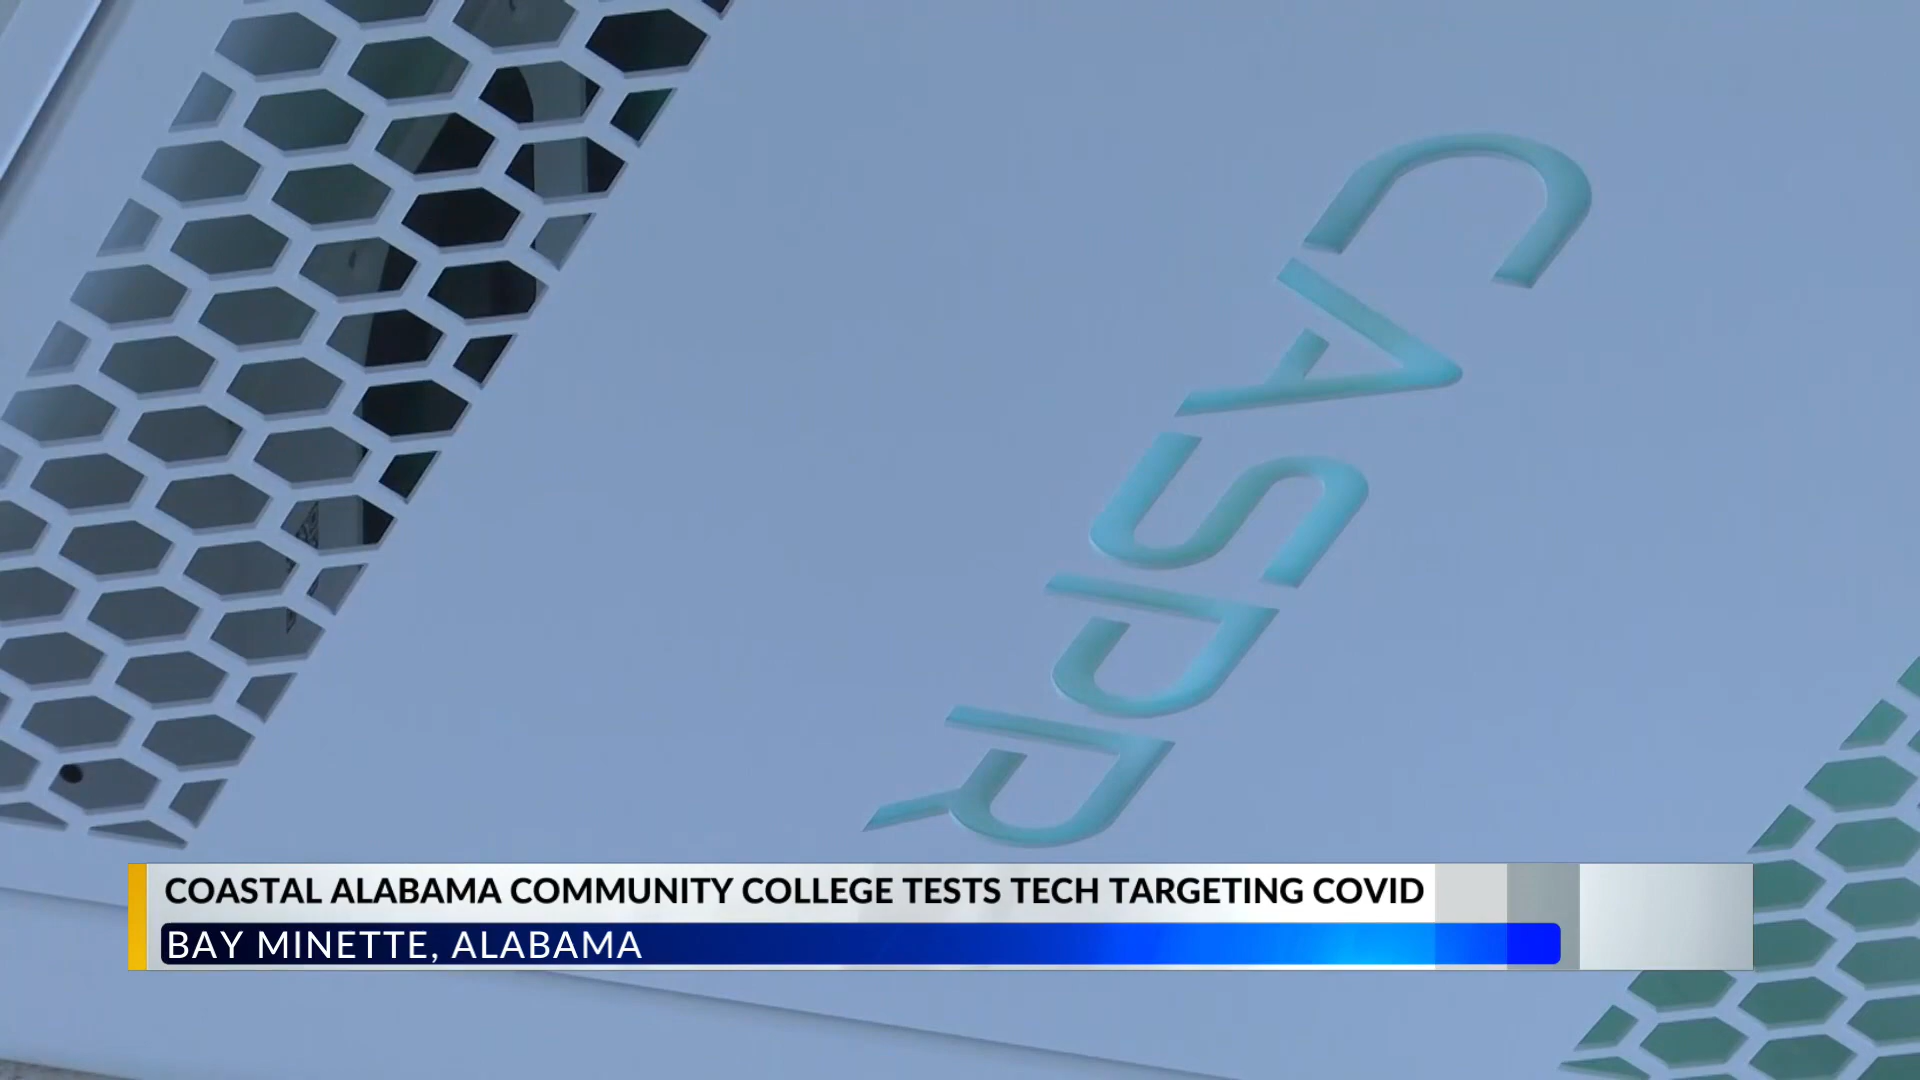 CASPR
COASTAL ALABAMA COMMUNITY COLLEGE TESTS TECH TARGETING COVID
BAY MINETTE, ALABAMA